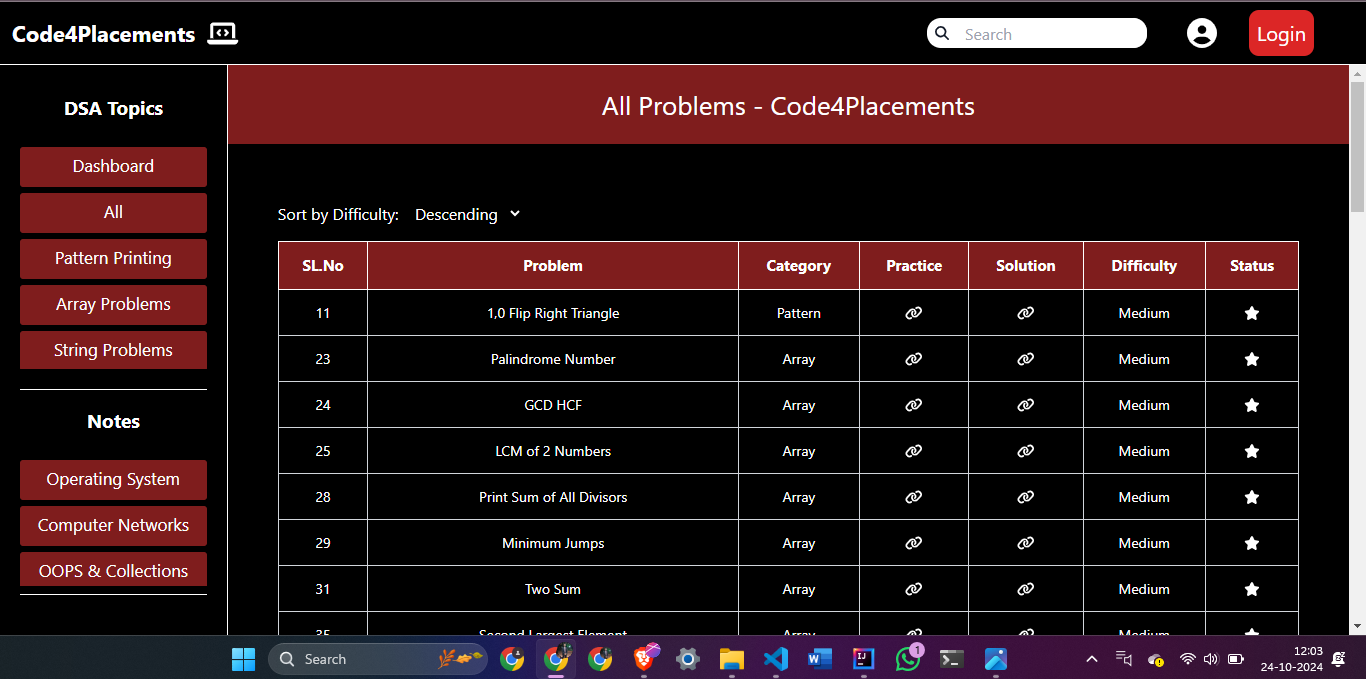 Code4Placements
Search
Login
DSA Topics
Dashboard
All
Pattern Printing
Array Problems
String Problems
Notes
Operating System
Computer Networks
OOPS & Collections
All Problems - Code4Placements
Sort by Difficulty: Descending
SL.No Problem Category Practice Solution Difficulty Status
11 1,0 Flip Right Triangle Pattern Medium
23 Palindrome Number Array Medium
24 GCD HCF Array Medium
25 LCM of 2 Numbers Array Medium
28 Print Sum of All Divisors Array Medium
29 Minimum Jumps Array Medium
31 Two Sum Array Medium
35 Second Largest Element Array Medium
Search
1
12:03
24-10-2024